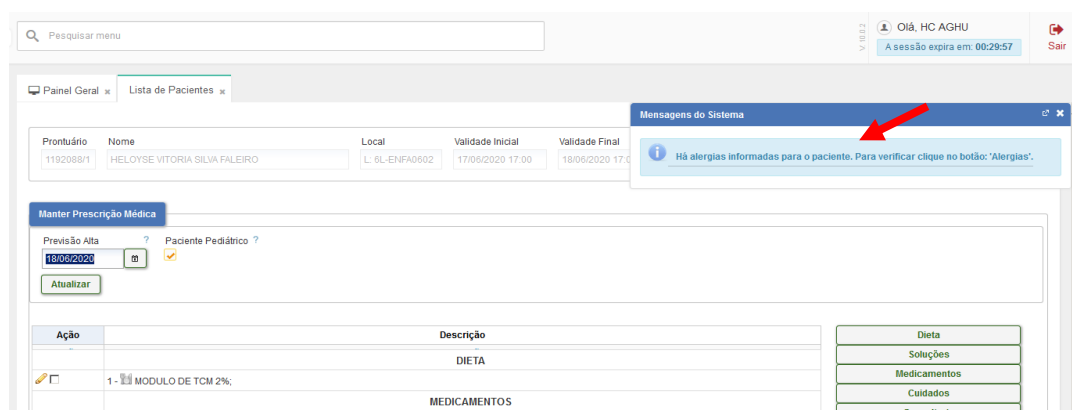 Pesquisar menu
V. 10.0.2
Olá, HC AGHU
A sessão expira em: 00:29:57
Sair
Painel Geral
Lista de Pacientes
Mensagens do Sistema
Há alergias informadas para o paciente. Para verificar clique no botão: 'Alergias'.
Prontuário Nome Local Validade Inicial Validade Final
1192088/1 HELOYSE VITORIA SILVA FALEIRO L: 6L-ENFA0602 17/06/2020 17:00 18/06/2020 17:0
Manter Prescrição Médica
Previsão Alta ? Paciente Pediátrico ?
18/06/2020
Atualizar
Ação Descrição
DIETA
1 - MODULO DE TCM 2%;
MEDICAMENTOS
Dieta
Soluções
Medicamentos
Cuidados